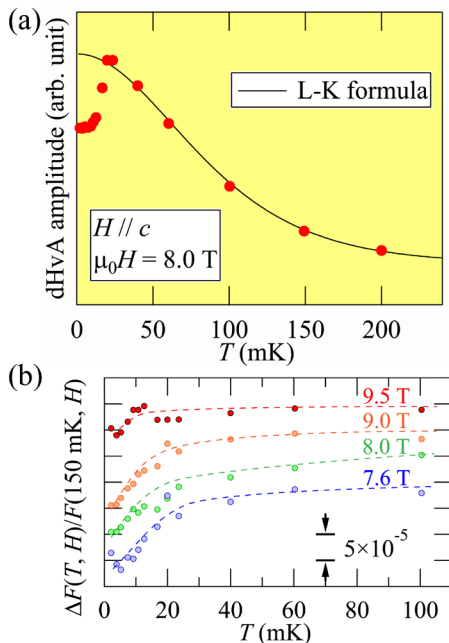 (a)
dHvA amplitude (arb. unit)
L-K formula
H // c
μ₀H = 8.0 T
0 50 100 150 200
T (mK)
(b)
ΔF(T, H)/F(150 mK, H)
9.5 T
9.0 T
8.0 T
7.6 T
5×10⁻⁵
0 20 40 60 80 100
T (mK)